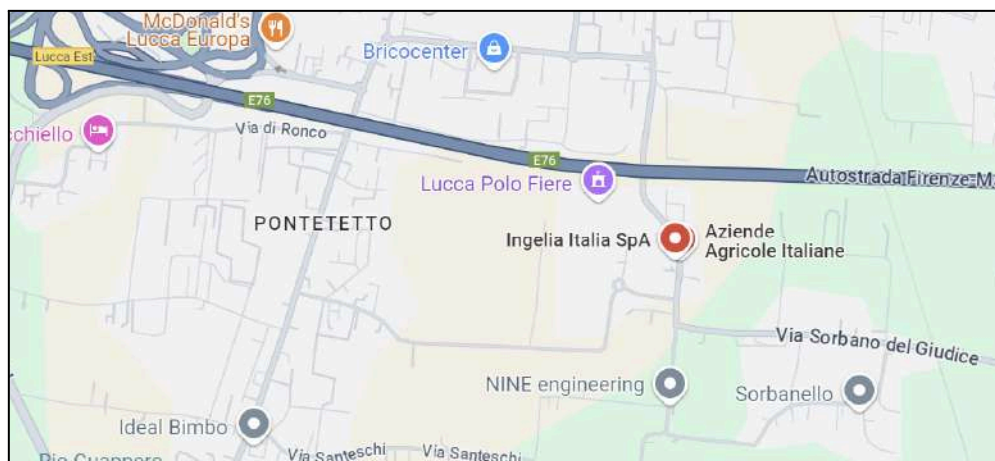 McDonald's
Lucca Europa
Lucca Est
Bricocenter
E76
Via di Ronco
cchiello
E76
Lucca Polo Fiere
Autostrada Firenze-M
PONTETETTO
Ingelia Italia SpA
Aziende
Agricole Italiane
Via Sorbano del Giudice
NINE engineering
Sorbanello
Ideal Bimbo
Via Santeschi
Via Santeschi